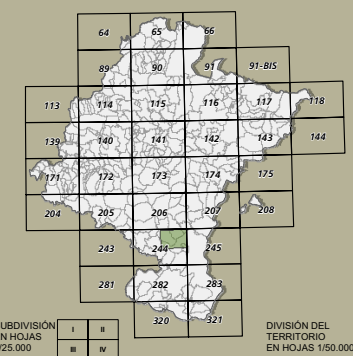 64 65 66
89 90 91 91-BIS
113 114 115 116 117 118
139 140 141 142 143 144
171 172 173 174 175
204 205 206 207 208
243 244 245
281 282 283
320 321
SUBDIVISIÓN
EN HOJAS
1/25.000
I II
III IV
DIVISIÓN DEL
TERRITORIO
EN HOJAS 1/50.000